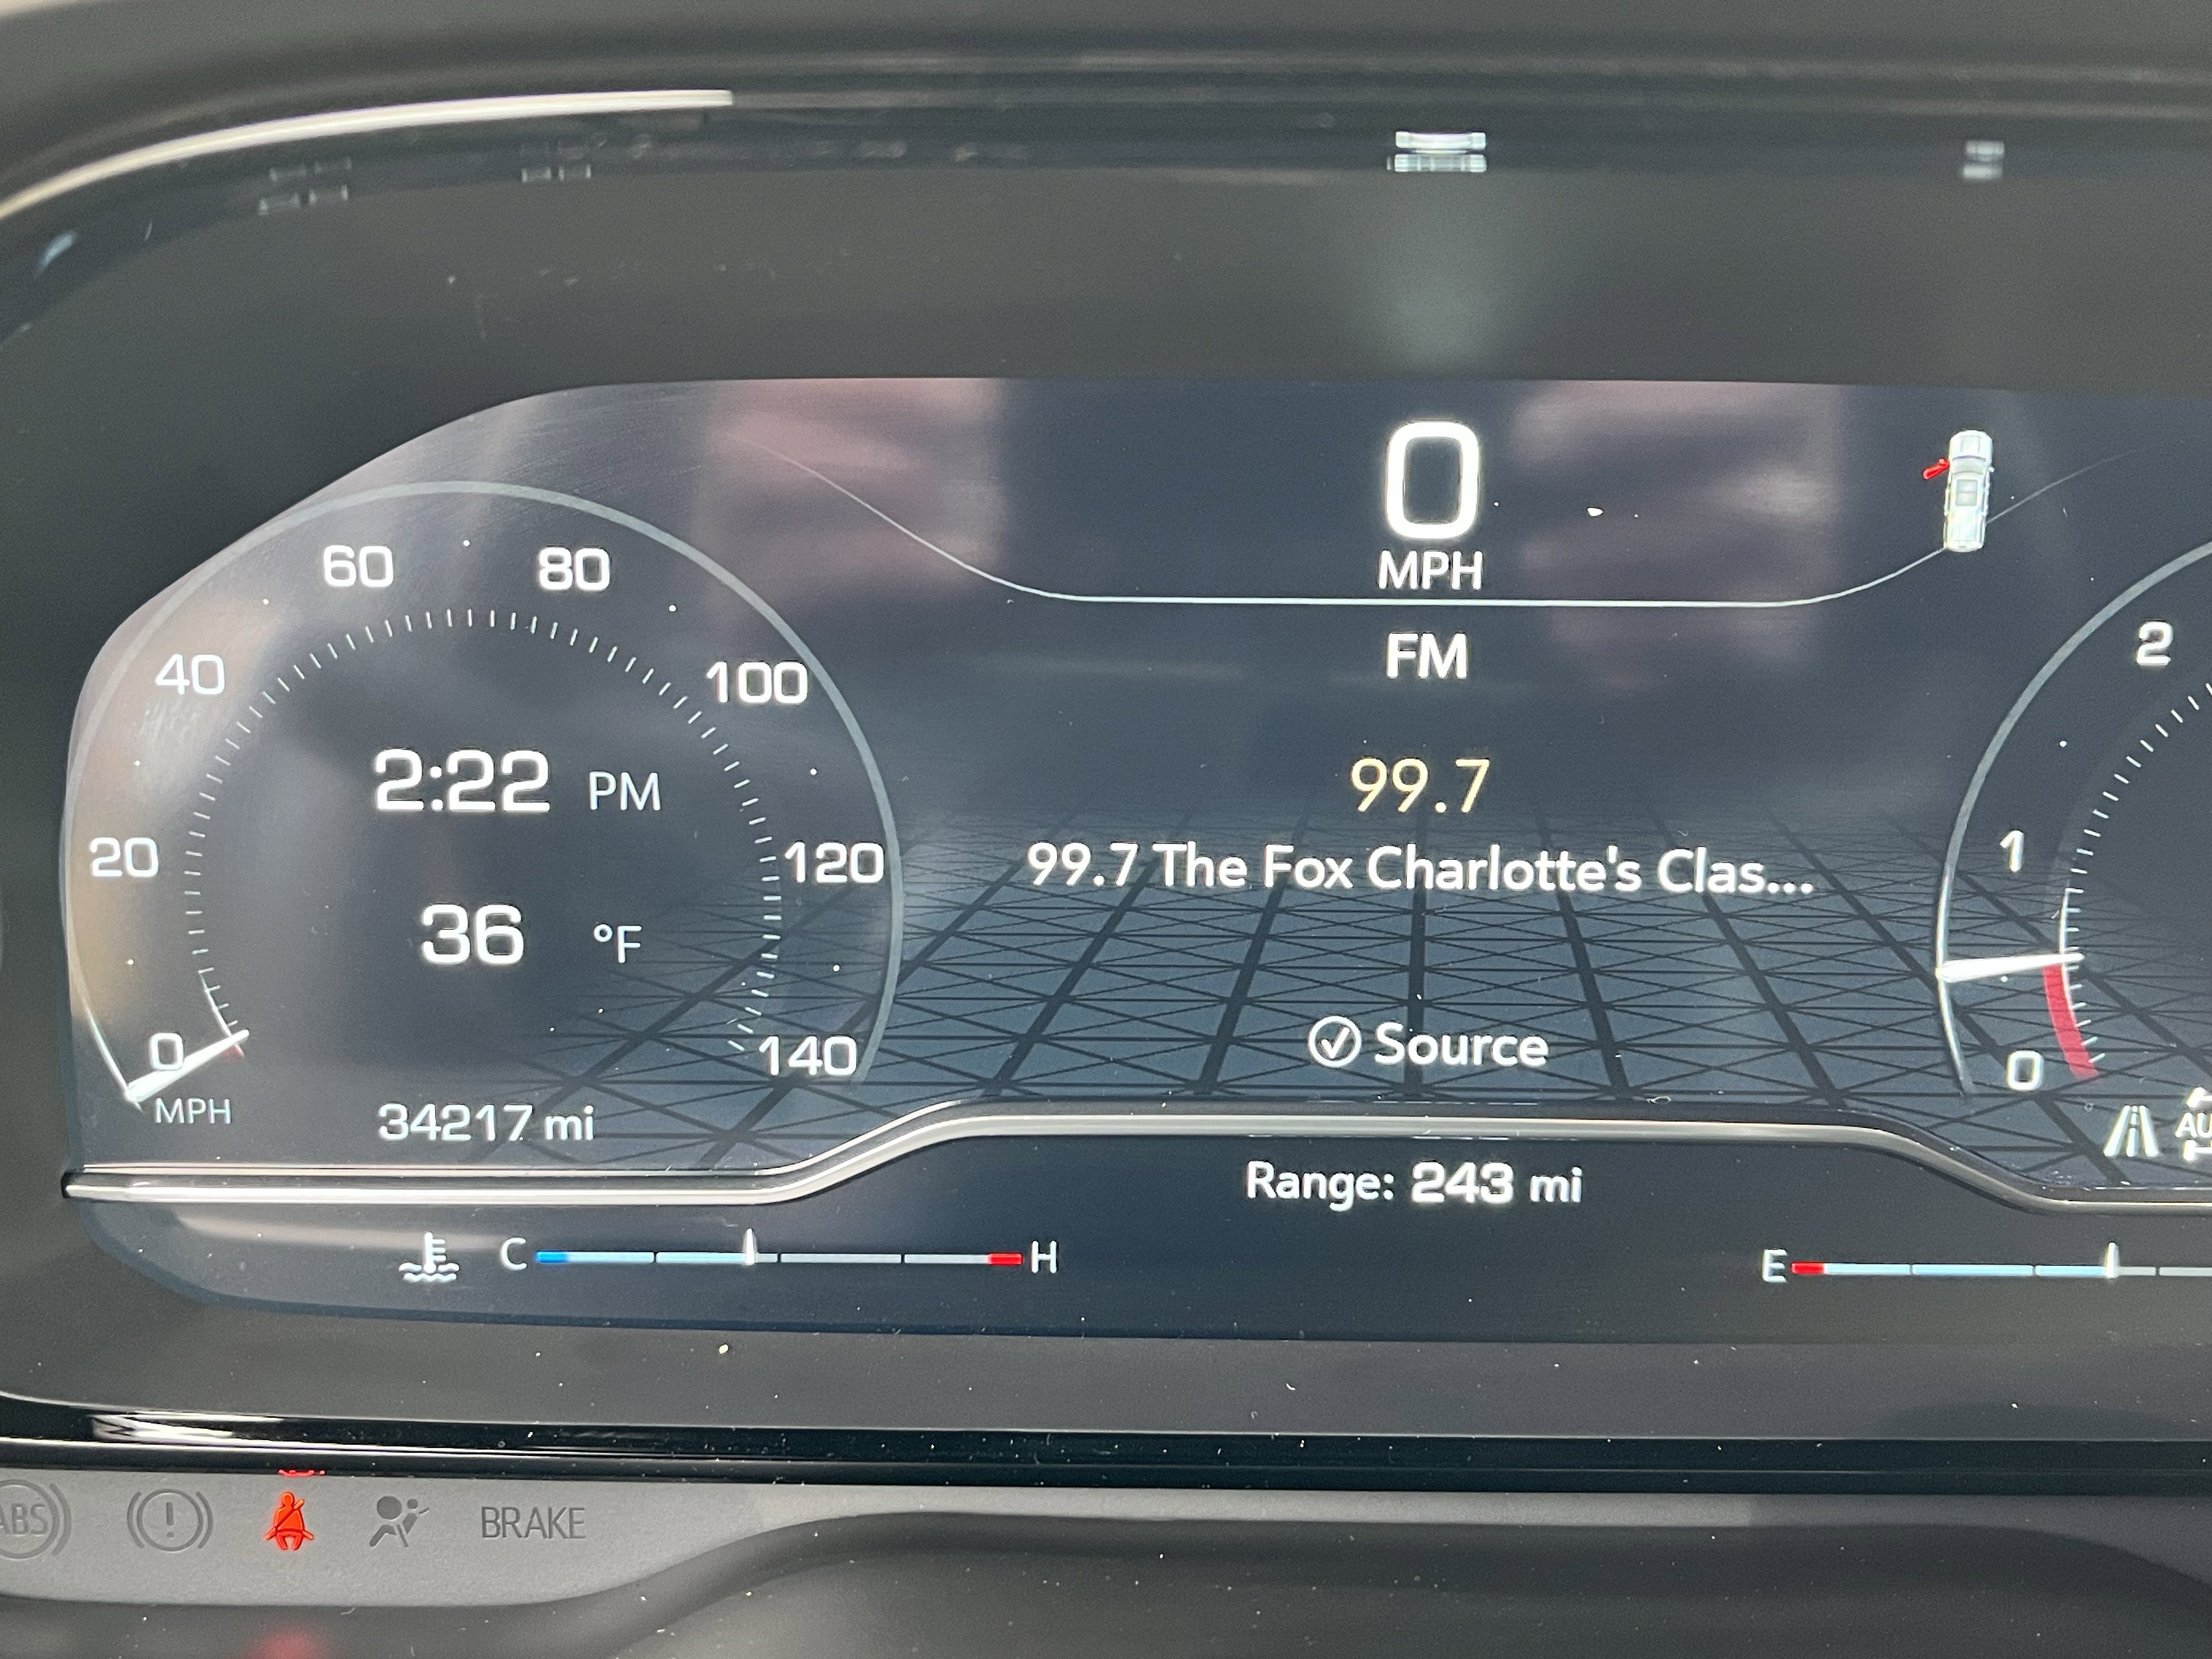 0
MPH
60
80
FM
2
40
100
99.7
2:22 PM
20
120
99.7 The Fox Charlotte's Clas...
1
36 °F
0
140
Source
0
MPH
34217 mi
AU
Range: 243 mi
C
H
E
ABS
!
BRAKE